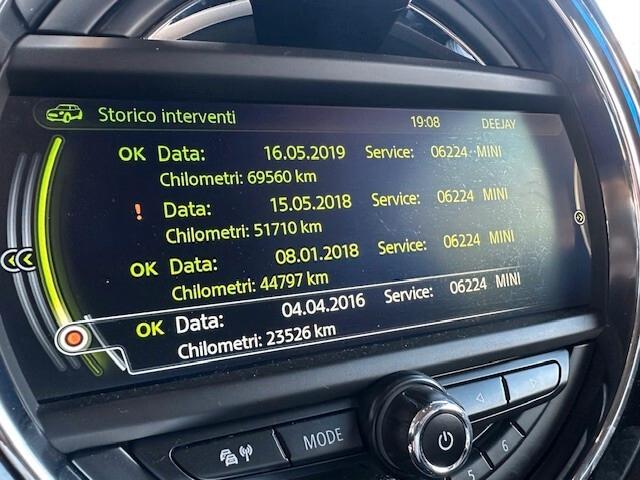 Storico interventi 19:08 DEEJAY
OK Data: 16.05.2019 Service: 06224 MINI
Chilometri: 69560 km
! Data: 15.05.2018 Service: 06224 MINI
Chilometri: 51710 km
OK Data: 08.01.2018 Service: 06224 MINI
Chilometri: 44797 km
OK Data: 04.04.2016 Service: 06224 MINI
Chilometri: 23526 km
MODE
5 6